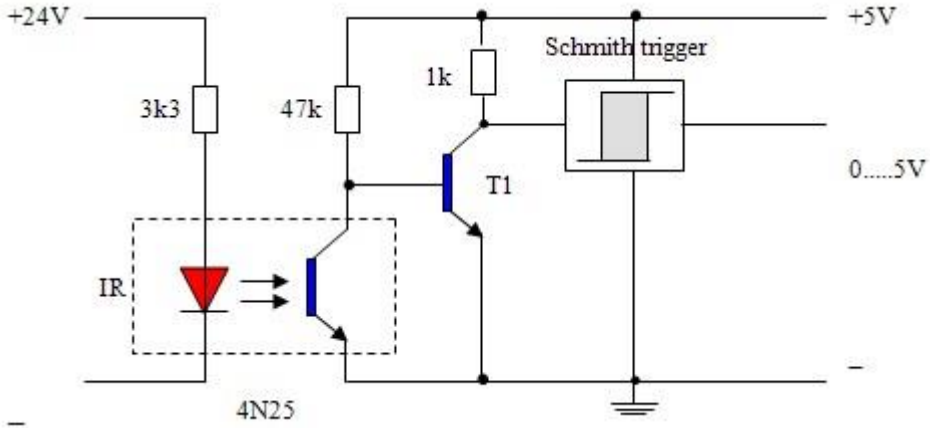 +24V
+5V
Schmith trigger
1k
3k3
47k
T1
0.....5V
IR
–
4N25
_